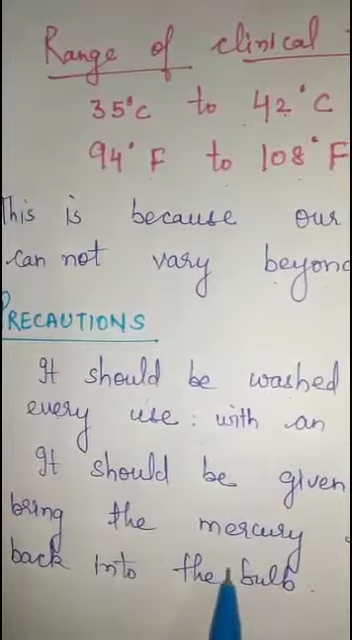 Range of clinical
35°C to 42°C
94°F to 108°F
This is because our
can not vary beyond
PRECAUTIONS
It should be washed
every use. with an
It should be given
bring the mercury
back into the bulb.